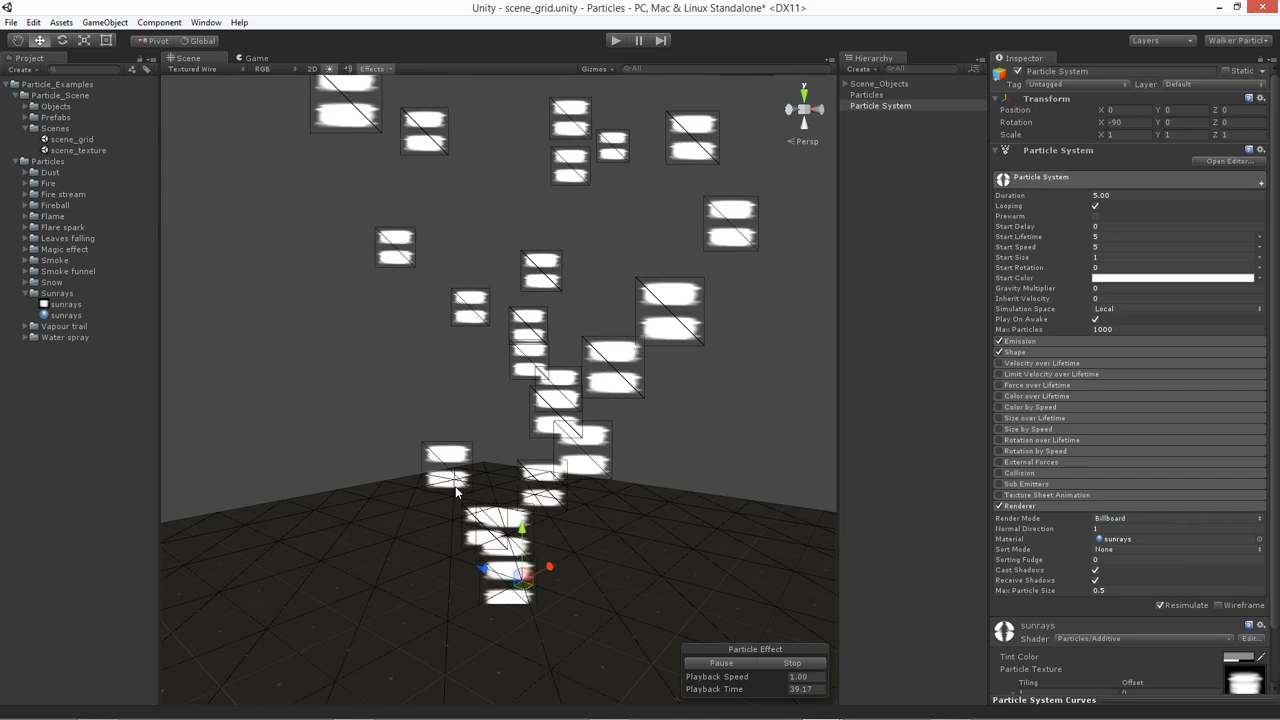 Unity - scene_grid.unity - Particles - PC, Mac & Linux Standalone* <DX11>
File Edit Assets GameObject Component Window Help
Pivot Global Layers Walker Particl
Project
Create
Particle_Examples
Particle_Scene
Objects
Prefabs
Scenes
scene_grid
scene_texture
Particles
Dust
Fire
Fire stream
Fireball
Flame
Flare spark
Leaves falling
Magic effect
Smoke
Smoke funnel
Snow
Sunrays
sunrays
sunrays
Vapour trail
Water spray
Scene Game
Textured Wire RGB 2D Effects Gizmos All
y
Persp
Particle Effect
Pause Stop
Playback Speed 1.00
Playback Time 39.17
Hierarchy
Create All
Scene_Objects
Particles
Particle System
Inspector
Particle System Static
Tag Untagged Layer Default
Transform
Position X 0 Y 0 Z 0
Rotation X -90 Y 0 Z 0
Scale X 1 Y 1 Z 1
Particle System
Open Editor...
Particle System
Duration 5.00
Looping
Prewarm
Start Delay 0
Start Lifetime 5
Start Speed 5
Start Size 1
Start Rotation 0
Start Color
Gravity Multiplier 0
Inherit Velocity 0
Simulation Space Local
Play On Awake
Max Particles 1000
Emission
Shape
Velocity over Lifetime
Limit Velocity over Lifetime
Force over Lifetime
Color over Lifetime
Color by Speed
Size over Lifetime
Size by Speed
Rotation over Lifetime
Rotation by Speed
External Forces
Collision
Sub Emitters
Texture Sheet Animation
Renderer
Render Mode Billboard
Normal Direction 1
Material sunrays
Sort Mode None
Sorting Fudge 0
Cast Shadows
Receive Shadows
Max Particle Size 0.5
Resimulate Wireframe
sunrays
Shader Particles/Additive Edit...
Tint Color
Particle Texture
Tiling Offset
Particle System Curves